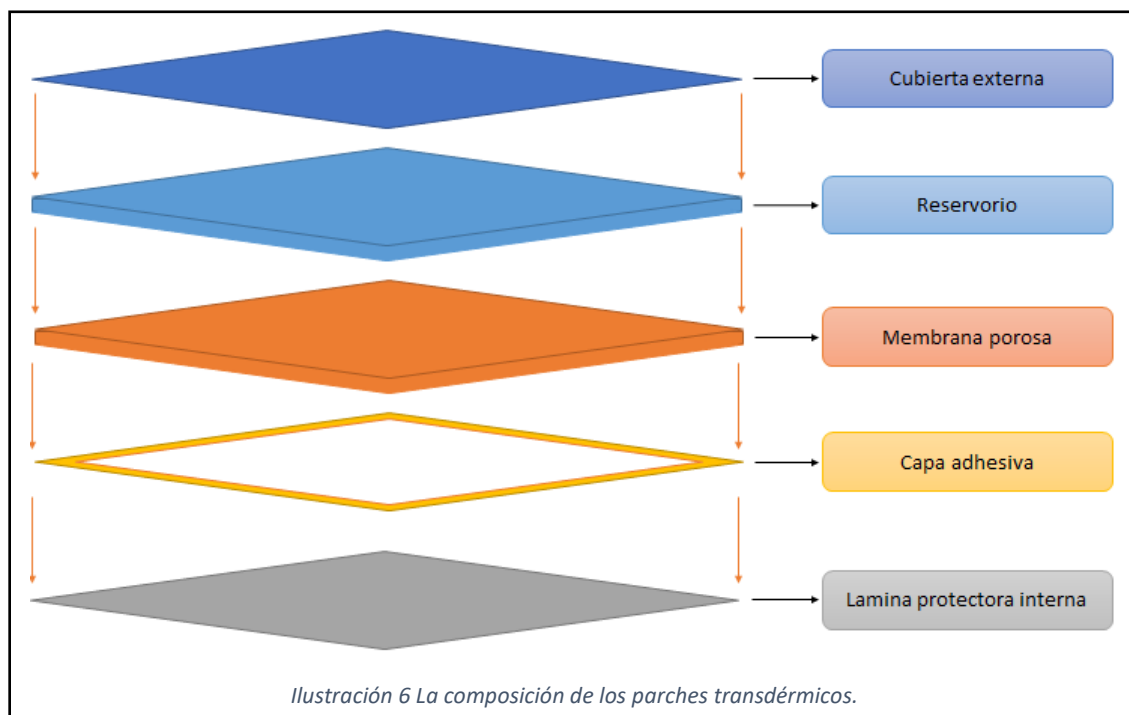 Cubierta externa
Reservorio
Membrana porosa
Capa adhesiva
Lamina protectora interna
Ilustración 6 La composición de los parches transdérmicos.